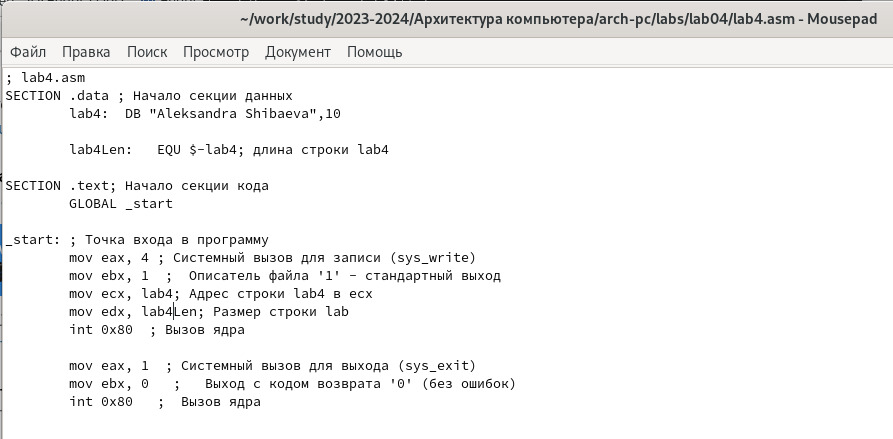 ~/work/study/2023-2024/Архитектура компьютера/arch-pc/labs/lab04/lab4.asm - Mousepad
Файл Правка Поиск Просмотр Документ Помощь
; lab4.asm
SECTION .data ; Начало секции данных
        lab4:  DB "Aleksandra Shibaeva",10
        lab4Len:   EQU $-lab4; длина строки lab4
SECTION .text; Начало секции кода
        GLOBAL _start
_start: ; Точка входа в программу
        mov eax, 4 ; Системный вызов для записи (sys_write)
        mov ebx, 1  ;  Описатель файла '1' - стандартный выход
        mov ecx, lab4; Адрес строки lab4 в ecx
        mov edx, lab4Len; Размер строки lab
        int 0x80  ; Вызов ядра
        mov eax, 1  ; Системный вызов для выхода (sys_exit)
        mov ebx, 0   ;   Выход с кодом возврата '0' (без ошибок)
        int 0x80   ;  Вызов ядра